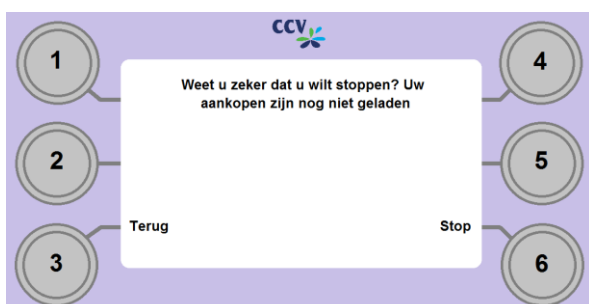 CCV
1
4
Weet u zeker dat u wilt stoppen? Uw
aankopen zijn nog niet geladen
2
5
Terug
Stop
3
6